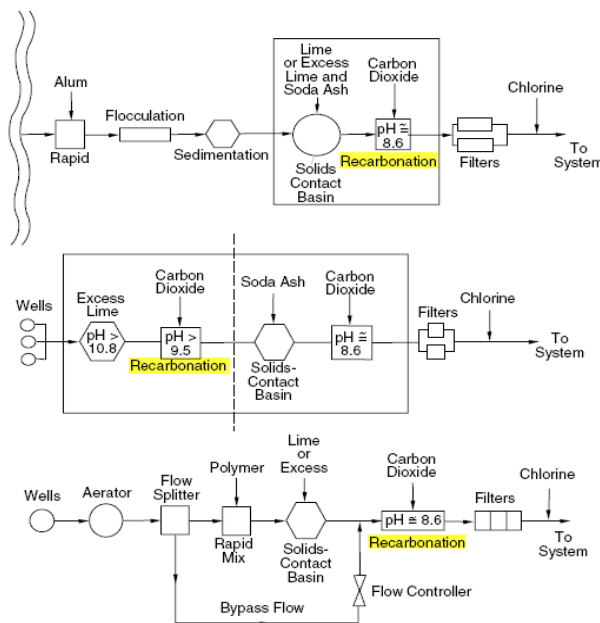 Alum
Rapid
Flocculation
Sedimentation
Lime
or Excess
Lime and
Soda Ash
Solids
Contact
Basin
Carbon
Dioxide
pH ≅
8.6
Recarbonation
Filters
Chlorine
To
System
Wells
Excess
Lime
pH >
10.8
Carbon
Dioxide
pH >
9.5
Recarbonation
Soda Ash
Solids-
Contact
Basin
Carbon
Dioxide
pH ≅
8.6
Filters
Chlorine
To
System
Wells
Aerator
Flow
Splitter
Polymer
Rapid
Mix
Lime
or
Excess
Solids-
Contact
Basin
Carbon
Dioxide
pH ≅ 8.6
Recarbonation
Filters
Chlorine
To
System
Flow Controller
Bypass Flow